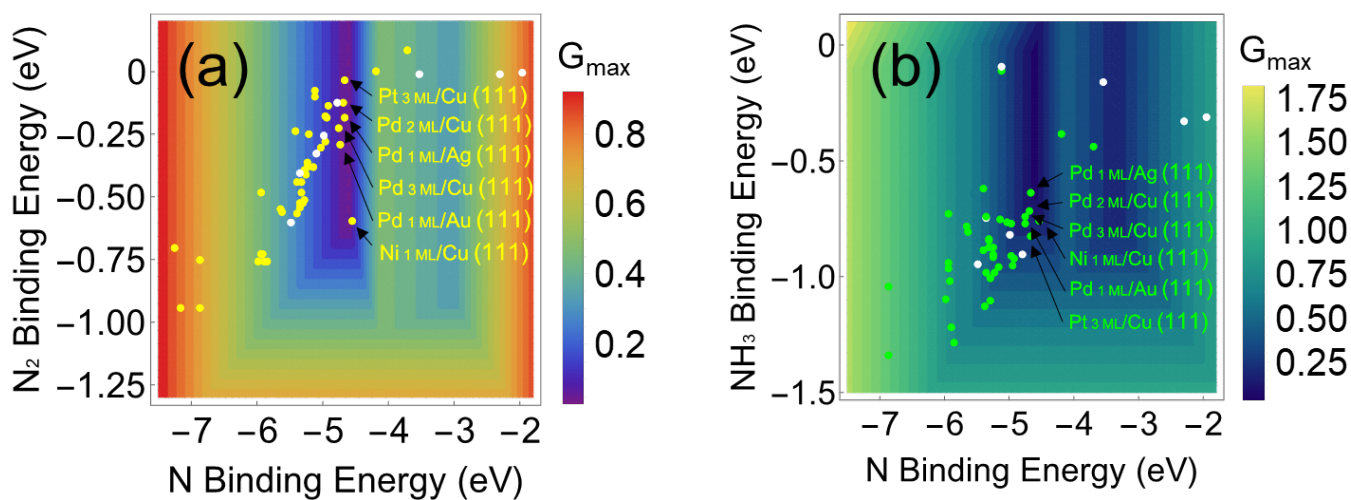 (a)
N₂ Binding Energy (eV)
0
−0.25
−0.50
−0.75
−1.00
−1.25
Pt 3 ML/Cu (111)
Pd 2 ML/Cu (111)
Pd 1 ML/Ag (111)
Pd 3 ML/Cu (111)
Pd 1 ML/Au (111)
Ni 1 ML/Cu (111)
−7 −6 −5 −4 −3 −2
N Binding Energy (eV)
Gmax
0.8
0.6
0.4
0.2
(b)
NH₃ Binding Energy (eV)
0
−0.5
−1.0
−1.5
Pd 1 ML/Ag (111)
Pd 2 ML/Cu (111)
Pd 3 ML/Cu (111)
Ni 1 ML/Cu (111)
Pd 1 ML/Au (111)
Pt 3 ML/Cu (111)
−7 −6 −5 −4 −3 −2
N Binding Energy (eV)
Gmax
1.75
1.50
1.25
1.00
0.75
0.50
0.25